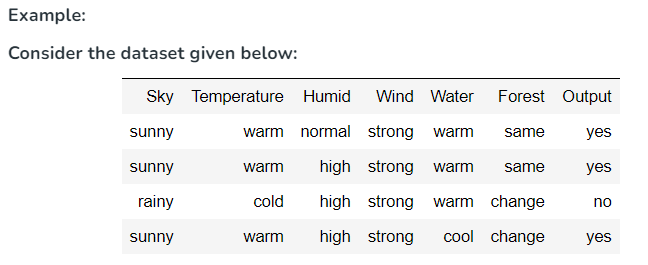 Example:
Consider the dataset given below:
Sky Temperature Humid Wind Water Forest Output
sunny warm normal strong warm same yes
sunny warm high strong warm same yes
rainy cold high strong warm change no
sunny warm high strong cool change yes